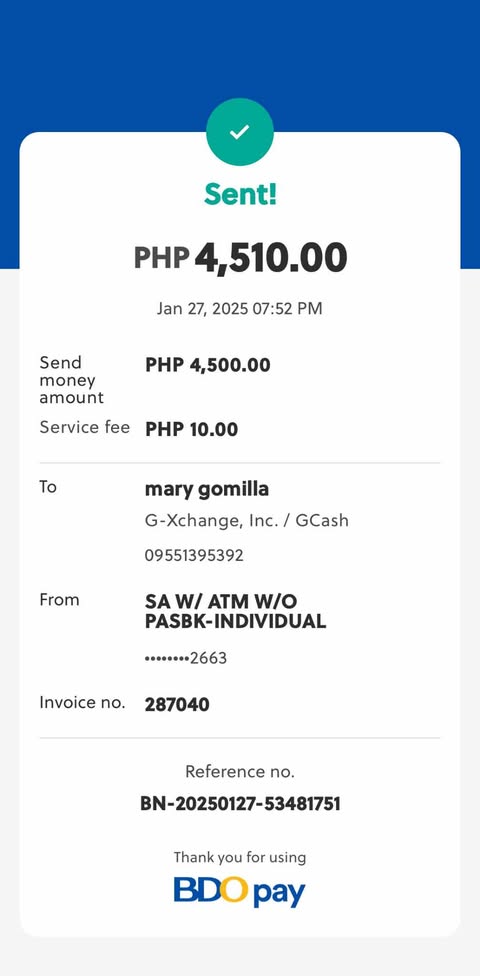 Sent!
PHP 4,510.00
Jan 27, 2025 07:52 PM
Send
money
amount
PHP 4,500.00
Service fee
PHP 10.00
To
mary gomilla
G-Xchange, Inc. / GCash
09551395392
From
SA W/ ATM W/O
PASBK-INDIVIDUAL
••••••••2663
Invoice no.
287040
Reference no.
BN-20250127-53481751
Thank you for using
BDO pay